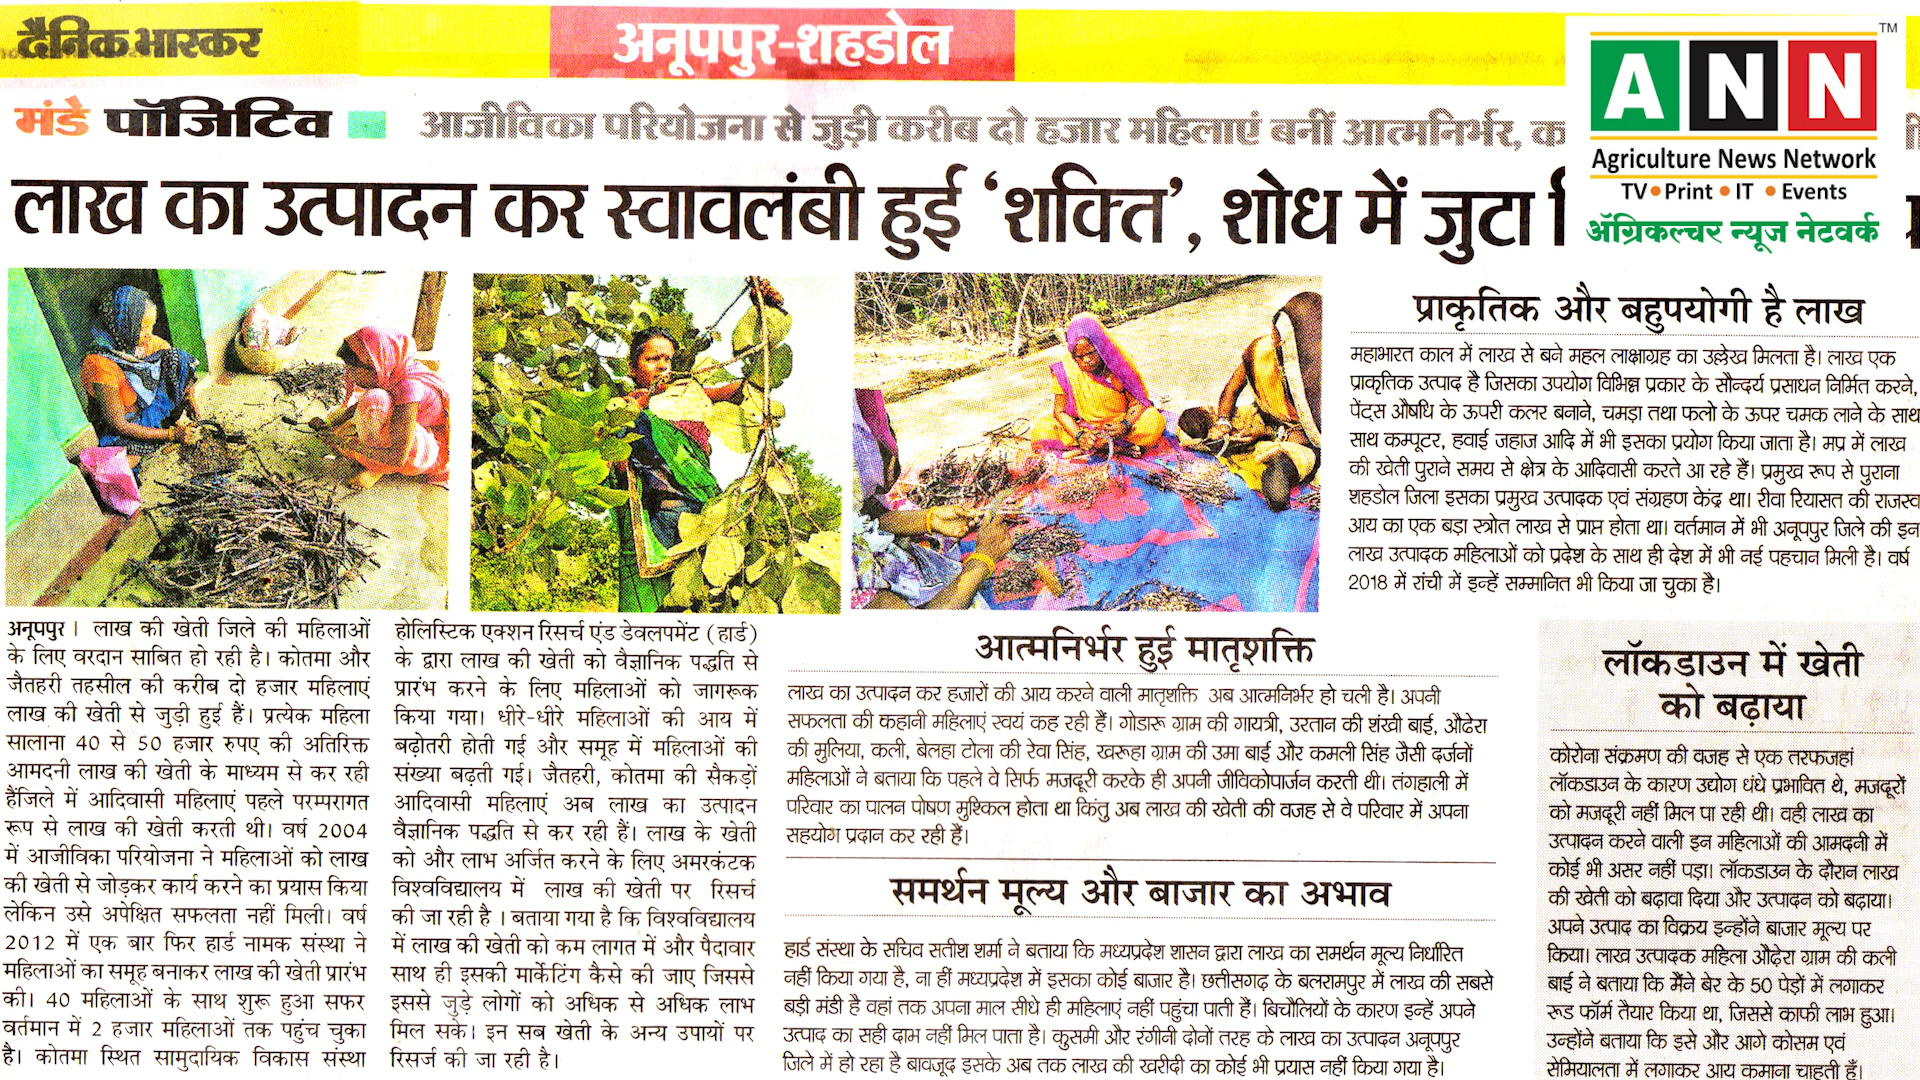 दैनिक भास्कर
अनूपपुर-शहडोल
मंडे पॉजिटिव
आजीविका परियोजना से जुड़ी करीब दो हजार महिलाएं बनीं आत्मनिर्भर,
लाख का उत्पादन कर स्वावलंबी हुई ‘शक्ति’, शोध में जुटा
TM
ANN
Agriculture News Network
TV • Print • IT • Events
ॲग्रिकल्चर न्यूज नेटवर्क
अनूपपुर। लाख की खेती जिले की महिलाओं
के लिए वरदान साबित हो रही है। कोतमा और
जैतहरी तहसील की करीब दो हजार महिलाएं
लाख की खेती से जुड़ी हुई हैं। प्रत्येक महिला
सालाना 40 से 50 हजार रुपए की अतिरिक्त
आमदनी लाख की खेती के माध्यम से कर रही
हैंजिले में आदिवासी महिलाएं पहले परम्परागत
रूप से लाख की खेती करती थी। वर्ष 2004
में आजीविका परियोजना ने महिलाओं को लाख
की खेती से जोड़कर कार्य करने का प्रयास किया
लेकिन उसे अपेक्षित सफलता नहीं मिली। वर्ष
2012 में एक बार फिर हार्ड नामक संस्था ने
महिलाओं का समूह बनाकर लाख की खेती प्रारंभ
की। 40 महिलाओं के साथ शुरू हुआ सफर
वर्तमान में 2 हजार महिलाओं तक पहुंच चुका
है। कोतमा स्थित सामुदायिक विकास संस्था
होलिस्टिक एक्शन रिसर्च एंड डेवलपमेंट (हार्ड)
के द्वारा लाख की खेती को वैज्ञानिक पद्धति से
प्रारंभ करने के लिए महिलाओं को जागरूक
किया गया। धीरे-धीरे महिलाओं की आय में
बढ़ोतरी होती गई और समूह में महिलाओं की
संख्या बढ़ती गई। जैतहरी, कोतमा की सैकड़ों
आदिवासी महिलाएं अब लाख का उत्पादन
वैज्ञानिक पद्धति से कर रही हैं। लाख के खेती
को और लाभ अर्जित करने के लिए अमरकंटक
विश्वविद्यालय में लाख की खेती पर रिसर्च
की जा रही है । बताया गया है कि विश्वविद्यालय
में लाख की खेती को कम लागत में और पैदावार
साथ ही इसकी मार्केटिंग कैसे की जाए जिससे
इससे जुड़े लोगों को अधिक से अधिक लाभ
मिल सके। इन सब खेती के अन्य उपायों पर
रिसर्ज की जा रही है।
आत्मनिर्भर हुई मातृशक्ति
लाख का उत्पादन कर हजारों की आय करने वाली मातृशक्ति अब आत्मनिर्भर हो चली है। अपनी
सफलता की कहानी महिलाएं स्वयं कह रही हैं। गोडारू ग्राम की गायत्री, उरतान की शंखी बाई, औढेरा
की मुलिया, कली, बेलहा टोला की रेवा सिंह, खरूहा ग्राम की उमा बाई और कमली सिंह जैसी दर्जनों
महिलाओं ने बताया कि पहले वे सिर्फ मजदूरी करके ही अपनी जीविकोपार्जन करती थी। तंगहाली में
परिवार का पालन पोषण मुश्किल होता था किंतु अब लाख की खेती की वजह से वे परिवार में अपना
सहयोग प्रदान कर रही हैं।
समर्थन मूल्य और बाजार का अभाव
हार्ड संस्था के सचिव सतीश शर्मा ने बताया कि मध्यप्रदेश शासन द्वारा लाख का समर्थन मूल्य निर्धारित
नहीं किया गया है, ना हीं मध्यप्रदेश में इसका कोई बाजार है। छतीसगढ़ के बलरामपुर में लाख की सबसे
बड़ी मंडी है वहां तक अपना माल सीधे ही महिलाएं नहीं पहुंचा पाती हैं। बिचौलियों के कारण इन्हें अपने
उत्पाद का सही दाभ नहीं मिल पाता है। कुसमी और रंगीनी दोनों तरह के लाख का उत्पादन अनूपपुर
जिले में हो रहा है बावजूद इसके अब तक लाख की खरीदी का कोई भी प्रयास नहीं किया गया है।
प्राकृतिक और बहुपयोगी है लाख
महाभारत काल में लाख से बने महल लाक्षाग्रह का उल्लेख मिलता है। लाख एक
प्राकृतिक उत्पाद है जिसका उपयोग विभिन्न प्रकार के सौन्दर्य प्रसाधन निर्मित करने,
पेंट्स औषधि के ऊपरी कलर बनाने, चमड़ा तथा फलो के ऊपर चमक लाने के साथ
साथ कम्पूटर, हवाई जहाज आदि में भी इसका प्रयोग किया जाता है। मप्र में लाख
की खेती पुराने समय से क्षेत्र के आदिवासी करते आ रहे हैं। प्रमुख रूप से पुराना
शहडोल जिला इसका प्रमुख उत्पादक एवं संग्रहण केंद्र था। रीवा रियासत की राजस्व
आय का एक बड़ा स्त्रोत लाख से प्राप्त होता था। वर्तमान में भी अनूपपुर जिले की इन
लाख उत्पादक महिलाओं को प्रदेश के साथ ही देश में भी नई पहचान मिली है। वर्ष
2018 में रांची में इन्हें सम्मानित भी किया जा चुका है।
लॉकडाउन में खेती
को बढ़ाया
कोरोना संक्रमण की वजह से एक तरफजहां
लॉकडाउन के कारण उद्योग धंधे प्रभावित थे, मजदूरों
को मजदूरी नहीं मिल पा रही थी। वही लाख का
उत्पादन करने वाली इन महिलाओं की आमदनी में
कोई भी असर नहीं पड़ा। लॉकडाउन के दौरान लाख
की खेती को बढ़ावा दिया और उत्पादन को बढ़ाया।
अपने उत्पाद का विक्रय इन्होंने बाजार मूल्य पर
किया। लाख उत्पादक महिला औढ़ेरा ग्राम की कली
बाई ने बताया कि मैंने बेर के 50 पेड़ों में लगाकर
रूड फॉर्म तैयार किया था, जिससे काफी लाभ हुआ।
उन्होंने बताया कि इसे और आगे कोसम एवं
सेमियालता में लगाकर आय कमाना चाहती हूँ।